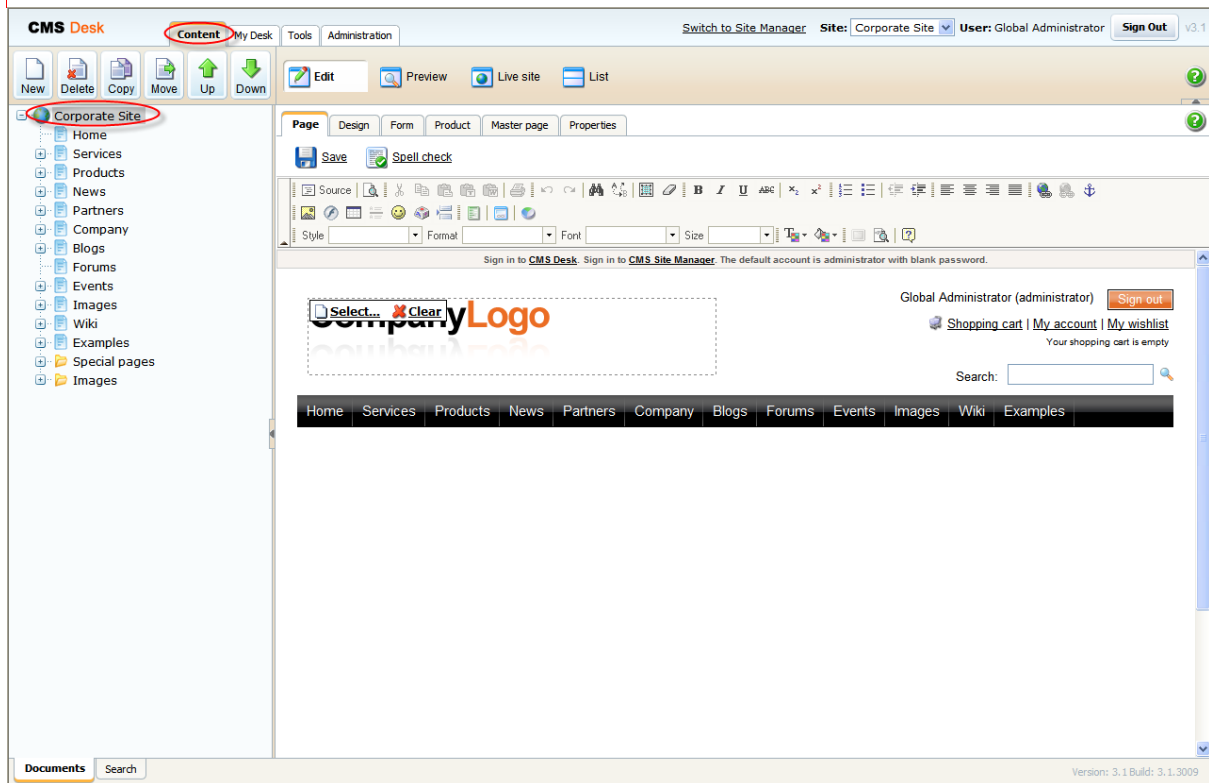 CMS Desk Content My Desk Tools Administration Switch to Site Manager Site: Corporate Site User: Global Administrator Sign Out v3.1
New Delete Copy Move Up Down Edit Preview Live site List
Corporate Site
Home
Services
Products
News
Partners
Company
Blogs
Forums
Events
Images
Wiki
Examples
Special pages
Images
Page Design Form Product Master page Properties
Save Spell check
Source B I U ABC x₂ x²
Style Format Font Size
Sign in to CMS Desk. Sign in to CMS Site Manager. The default account is administrator with blank password.
Select... Clear
CompanyLogo
Global Administrator (administrator) Sign out
Shopping cart | My account | My wishlist
Your shopping cart is empty
Search:
Home Services Products News Partners Company Blogs Forums Events Images Wiki Examples
Documents Search
Version: 3.1 Build: 3.1.3009